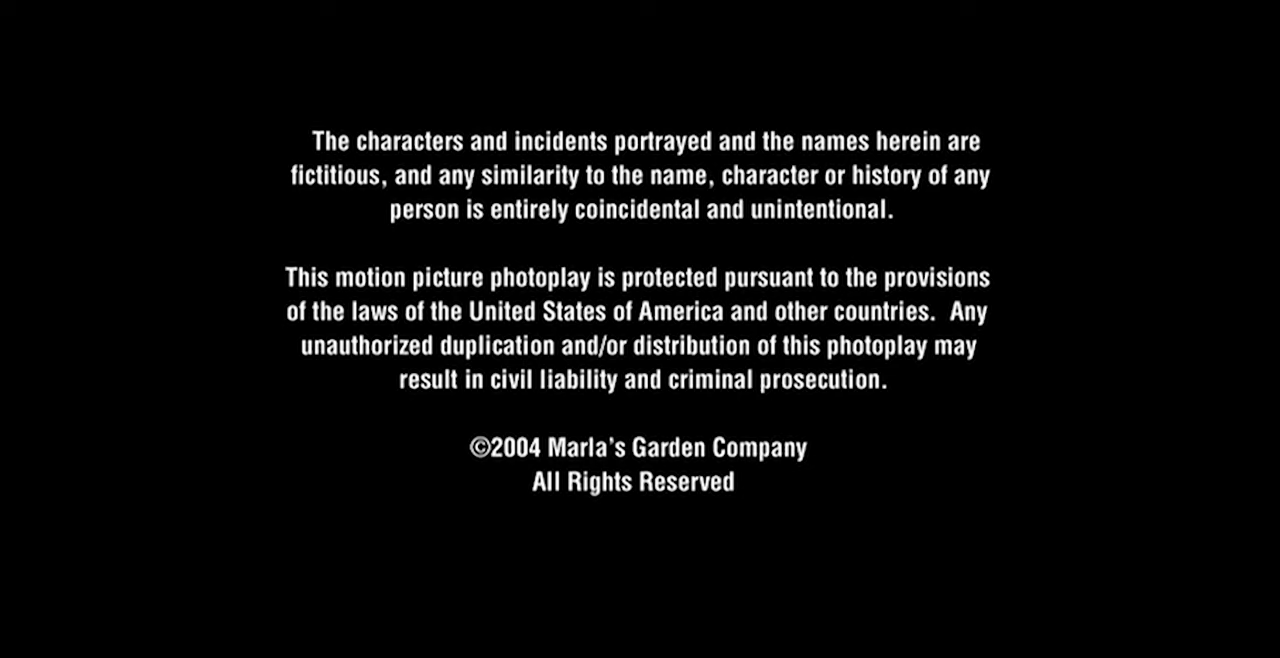 The characters and incidents portrayed and the names herein are
fictitious, and any similarity to the name, character or history of any
person is entirely coincidental and unintentional.
This motion picture photoplay is protected pursuant to the provisions
of the laws of the United States of America and other countries.  Any
unauthorized duplication and/or distribution of this photoplay may
result in civil liability and criminal prosecution.
©2004 Marla's Garden Company
All Rights Reserved